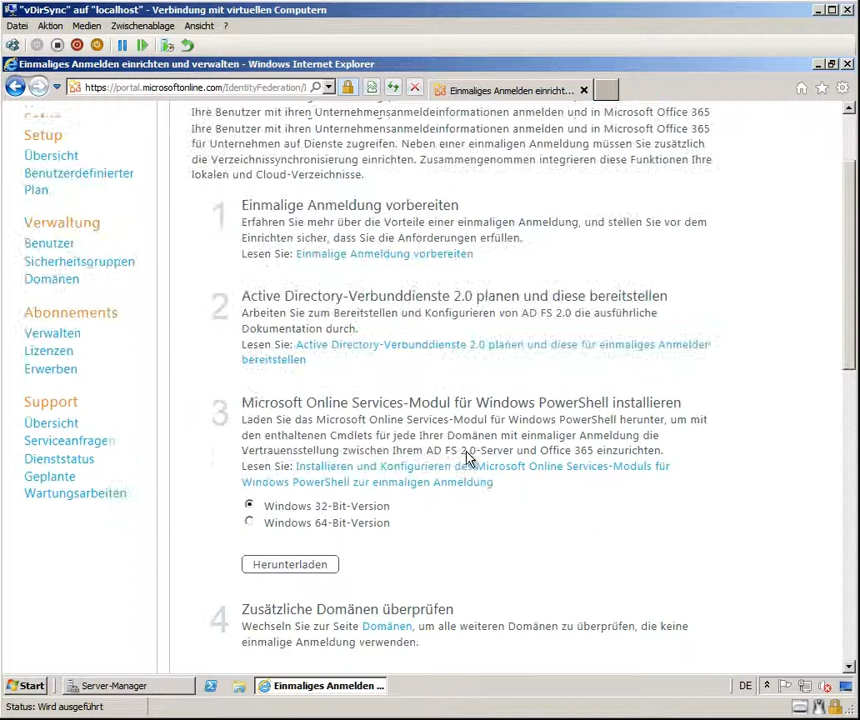 "vDirSync" auf "localhost" - Verbindung mit virtuellen Computern
Datei Aktion Medien Zwischenablage Ansicht ?
Einmaliges Anmelden einrichten und verwalten - Windows Internet Explorer
https://portal.microsoftonline.com/IdentityFederation/I
Einmaliges Anmelden einricht...
Setup
Übersicht
Benutzerdefinierter
Plan.
Verwaltung
Benutzer
Sicherheitsgruppen
Domänen
Abonnements
Verwalten
Lizenzen
Erwerben
Support
Übersicht
Serviceanfragen
Dienststatus
Geplante
Wartungsarbeiten
Ihre Benutzer mit ihren Unternehmensanmeldeinformationen anmelden und in Microsoft Office 365
Ihre Benutzer mit ihren Unternehmensanmeldeinformationen anmelden und in Microsoft Office 365
für Unternehmen auf Dienste zugreifen. Neben einer einmaligen Anmeldung müssen Sie zusätzlich
die Verzeichnissynchronisierung einrichten. Zusammengenommen integrieren diese Funktionen Ihre
lokalen und Cloud-Verzeichnisse.
1 Einmalige Anmeldung vorbereiten
Erfahren Sie mehr über die Vorteile einer einmaligen Anmeldung, und stellen Sie vor dem
Einrichten sicher, dass Sie die Anforderungen erfüllen.
Lesen Sie: Einmalige Anmeldung vorbereiten
2 Active Directory-Verbunddienste 2.0 planen und diese bereitstellen
Arbeiten Sie zum Bereitstellen und Konfigurieren von AD FS 2.0 die ausführliche
Dokumentation durch.
Lesen Sie: Active Directory-Verbunddienste 2.0 planen und diese für einmaliges Anmelden
bereitstellen
3 Microsoft Online Services-Modul für Windows PowerShell installieren
Laden Sie das Microsoft Online Services-Modul für Windows PowerShell herunter, um mit
den enthaltenen Cmdlets für jede Ihrer Domänen mit einmaliger Anmeldung die
Vertrauensstellung zwischen Ihrem AD FS 2.0-Server und Office 365 einzurichten.
Lesen Sie: Installieren und Konfigurieren des Microsoft Online Services-Moduls für
Windows PowerShell zur einmaligen Anmeldung
Windows 32-Bit-Version
Windows 64-Bit-Version
Herunterladen
4 Zusätzliche Domänen überprüfen
Wechseln Sie zur Seite Domänen, um alle weiteren Domänen zu überprüfen, die keine
einmalige Anmeldung verwenden.
Start Server-Manager Einmaliges Anmelden ... DE
Status: Wird ausgeführt